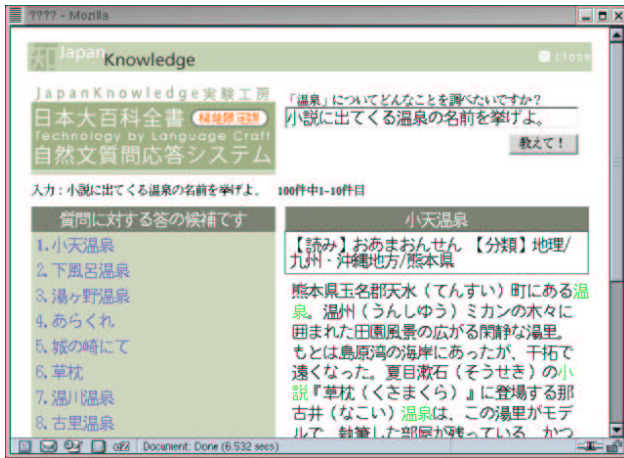 ???? - Mozilla
知 Japan Knowledge
close
JapanKnowledge実験工房
日本大百科全書
機能限定版
Technology by Language Craft
自然文質問応答システム
「温泉」についてどんなことを調べたいですか?
小説に出てくる温泉の名前を挙げよ。
教えて!
入力:小説に出てくる温泉の名前を挙げよ。 100件中1-10件目
質問に対する答の候補です
1. 小天温泉
2. 下風呂温泉
3. 湯ヶ野温泉
4. あらくれ
5. 城の崎にて
6. 草枕
7. 温川温泉
8. 古里温泉
小天温泉
【読み】おあまおんせん 【分類】地理/
九州・沖縄地方/熊本県
熊本県玉名郡天水(てんすい)町にある温
泉。温州(うんしゅう)ミカンの木々に
囲まれた田園風景の広がる閑静な湯里。
もとは島原湾の海岸にあったが、干拓で
遠くなった。夏目漱石(そうせき)の小
説『草枕(くさまくら)』に登場する那
古井(なこい)温泉は、この湯里がモデ
ルで、執筆した部屋が残っている。かつ
Document: Done (6.532 secs)